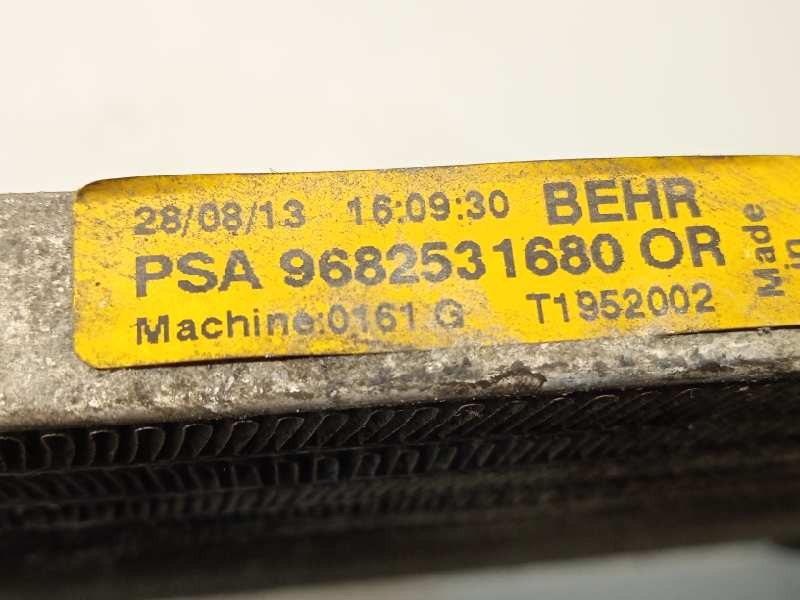 28/08/13 16:09:30 BEHR
PSA 9682531680 OR
Machine:0161 G T1952002
Made
in